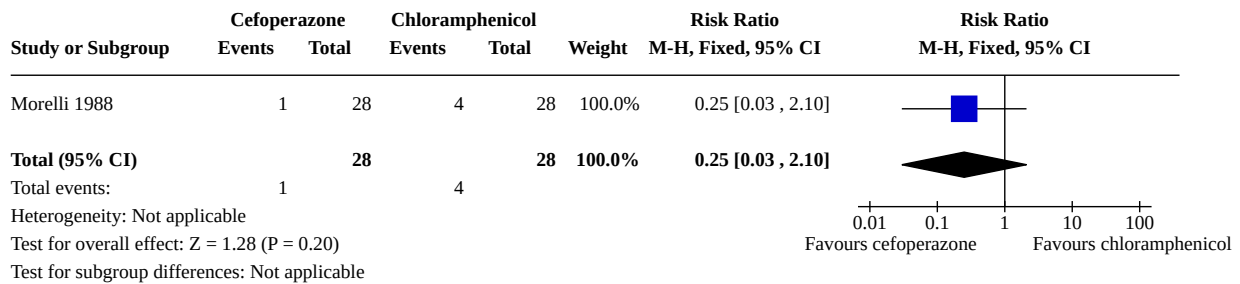 Cefoperazone Chloramphenicol Risk Ratio Risk Ratio
Study or Subgroup Events Total Events Total Weight M-H, Fixed, 95% CI M-H, Fixed, 95% CI
Morelli 1988 1 28 4 28 100.0% 0.25 [0.03 , 2.10]
Total (95% CI) 28 28 100.0% 0.25 [0.03 , 2.10]
Total events: 1 4
Heterogeneity: Not applicable
0.01 0.1 1 10 100
Test for overall effect: Z = 1.28 (P = 0.20) Favours cefoperazone Favours chloramphenicol
Test for subgroup differences: Not applicable